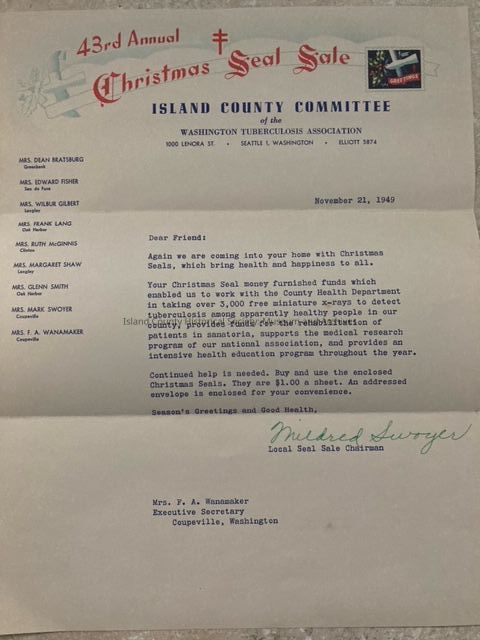 43rd Annual
Christmas Seal Sale
GREETINGS
ISLAND COUNTY COMMITTEE
of the
WASHINGTON TUBERCULOSIS ASSOCIATION
1000 LENORA ST. • SEATTLE 1, WASHINGTON • ELLIOTT 5874
MRS. DEAN BRATSBURG
Greenbank
MRS. EDWARD FISHER
San de Fuca
MRS. WILBUR GILBERT
Langley
MRS. FRANK LANG
Oak Harbor
MRS. RUTH McGINNIS
Clinton
MRS. MARGARET SHAW
Langley
MRS. GLENN SMITH
Oak Harbor
MRS. MARK SWOYER
Coupeville
MRS. F. A. WANAMAKER
Coupeville
November 21, 1949
Dear Friend:
Again we are coming into your home with Christmas
Seals, which bring health and happiness to all.
Your Christmas Seal money furnished funds which
enabled us to work with the County Health Department
in taking over 3,000 free miniature x-rays to detect
tuberculosis among apparently healthy people in our
county, provides funds for the rehabilitation of
patients in sanatoria, supports the medical research
program of our national association, and provides an
intensive health education program throughout the year.
Continued help is needed. Buy and use the enclosed
Christmas Seals. They are $1.00 a sheet. An addressed
envelope is enclosed for your convenience.
Season's Greetings and Good Health,
Mildred Swoyer
Local Seal Sale Chairman
Mrs. F. A. Wanamaker
Executive Secretary
Coupeville, Washington
Island County Historical Society